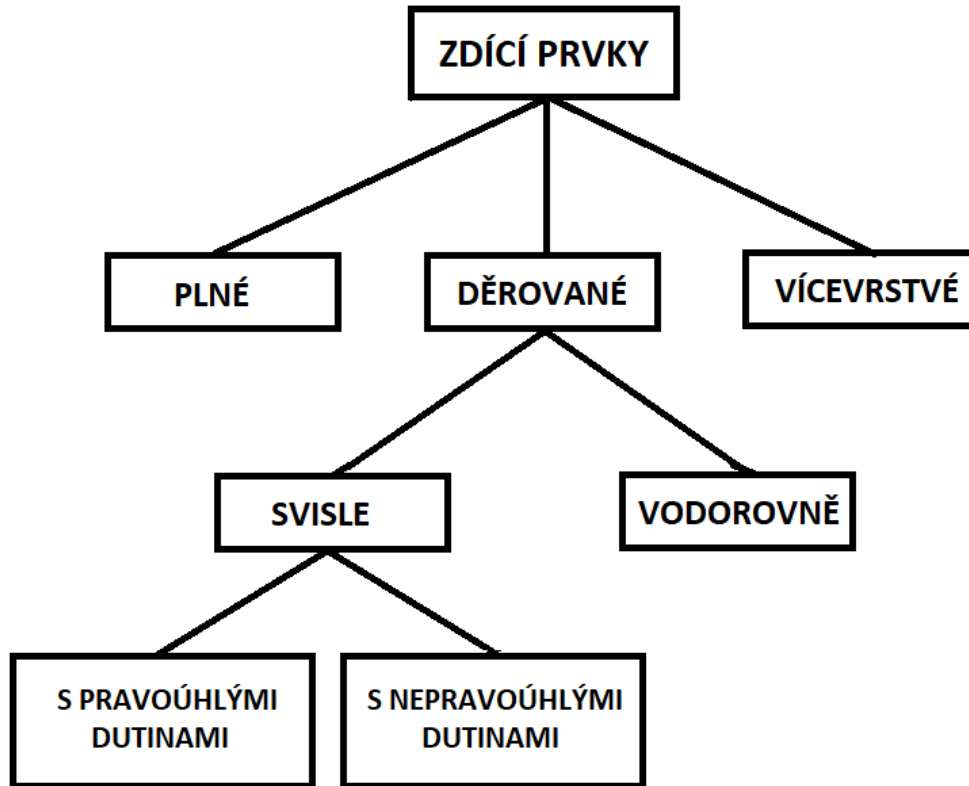 ZDÍCÍ PRVKY
PLNÉ
DĚROVANÉ
VÍCEVRSTVÉ
SVISLE
VODOROVNĚ
S PRAVOÚHLÝMI
DUTINAMI
S NEPRAVOÚHLÝMI
DUTINAMI